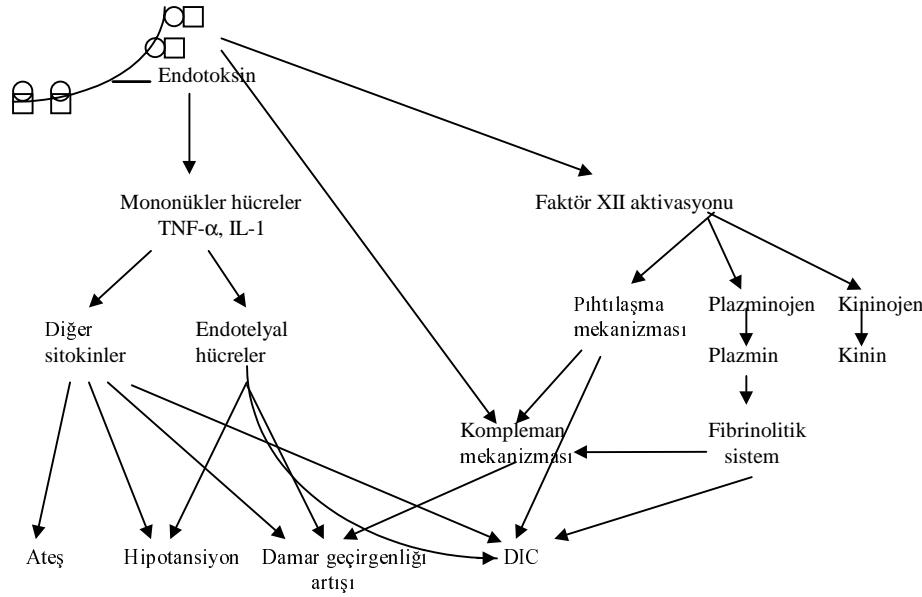 Endotoksin
Mononükler hücreler
TNF-α, IL-1
Faktör XII aktivasyonu
Diğer
sitokinler
Endotelyal
hücreler
Pıhtılaşma
mekanizması
Plazminojen
Kininojen
Plazmin
Kinin
Kompleman
mekanizması
Fibrinolitik
sistem
Ateş
Hipotansiyon
Damar geçirgenliği
artışı
DIC